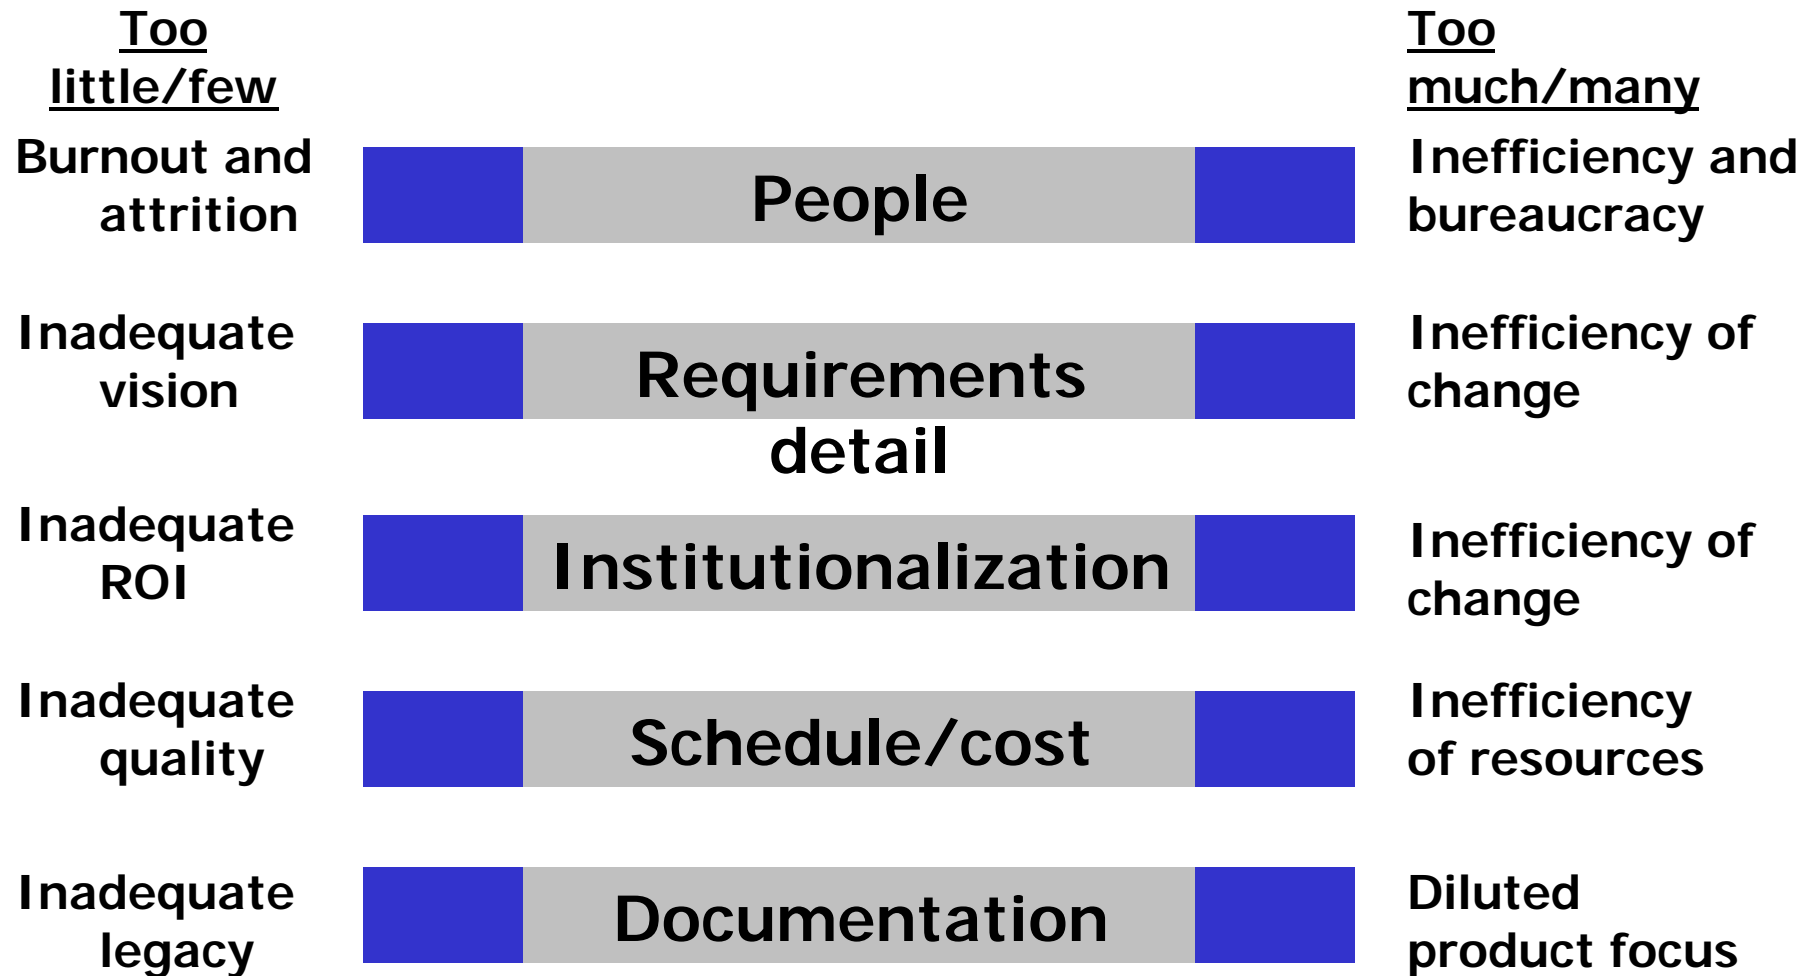 Too
little/few
Too
much/many
Burnout and
attrition
People
Inefficiency and
bureaucracy
Inadequate
vision
Requirements
detail
Inefficiency of
change
Inadequate
ROI
Institutionalization
Inefficiency of
change
Inadequate
quality
Schedule/cost
Inefficiency
of resources
Inadequate
legacy
Documentation
Diluted
product focus